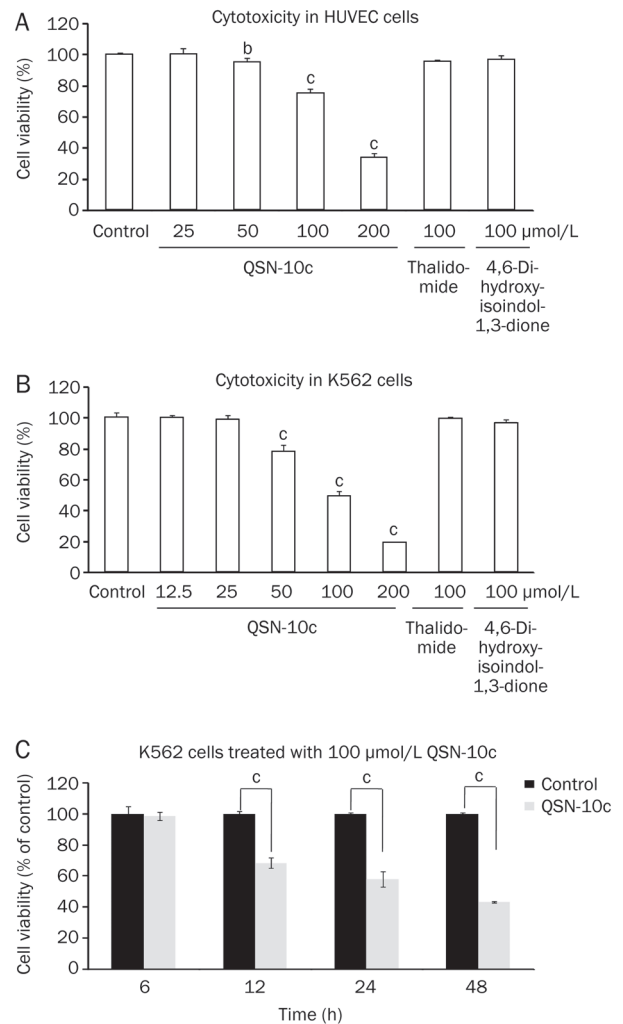 A
Cytotoxicity in HUVEC cells
Cell viability (%)
120
100
80
60
40
20
0
b
c
c
Control 25 50 100 200 100 100 µmol/L
QSN-10c
Thalido-
mide
4,6-Di-
hydroxy-
isoindol-
1,3-dione
B
Cytotoxicity in K562 cells
Cell viability (%)
120
100
80
60
40
20
0
c
c
c
Control 12.5 25 50 100 200 100 100 µmol/L
QSN-10c
Thalido-
mide
4,6-Di-
hydroxy-
isoindol-
1,3-dione
C
K562 cells treated with 100 µmol/L QSN-10c
Cell viability (% of control)
120
100
80
60
40
20
0
c
c
c
Control
QSN-10c
6 12 24 48
Time (h)